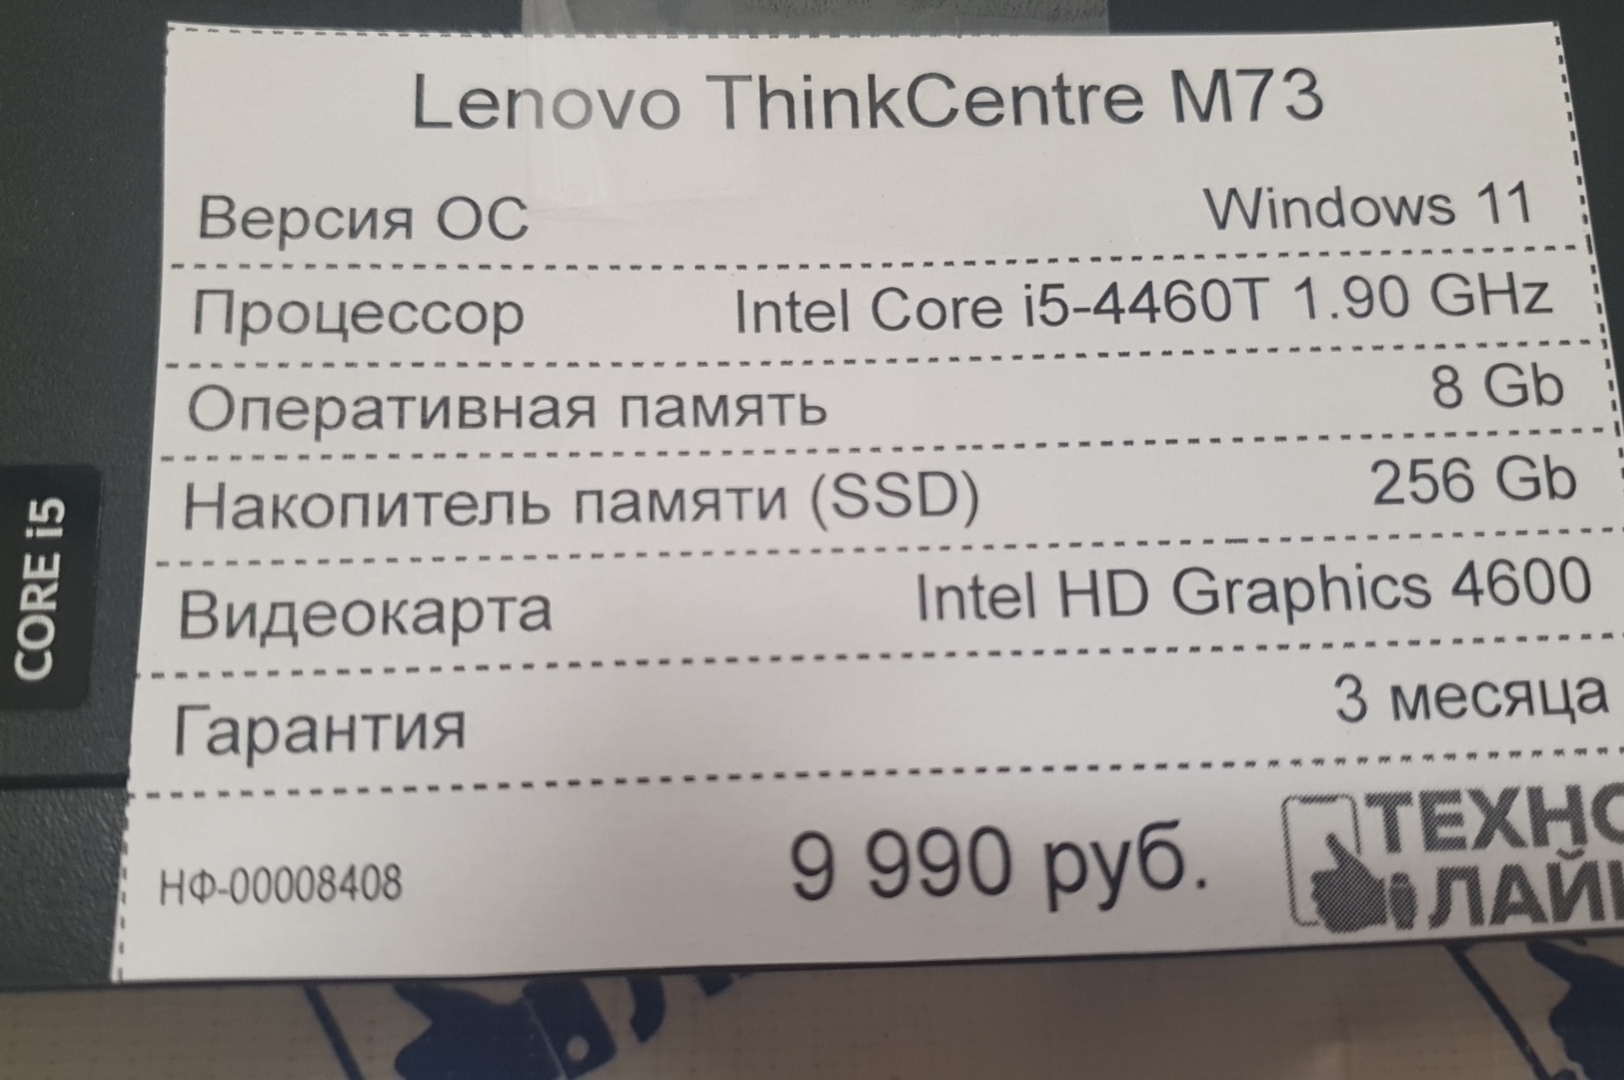 Lenovo ThinkCentre M73
Версия ОС Windows 11
Процессор Intel Core i5-4460T 1.90 GHz
Оперативная память 8 Gb
Накопитель памяти (SSD) 256 Gb
Видеокарта Intel HD Graphics 4600
Гарантия 3 месяца
НФ-00008408 9 990 руб.
CORE i5